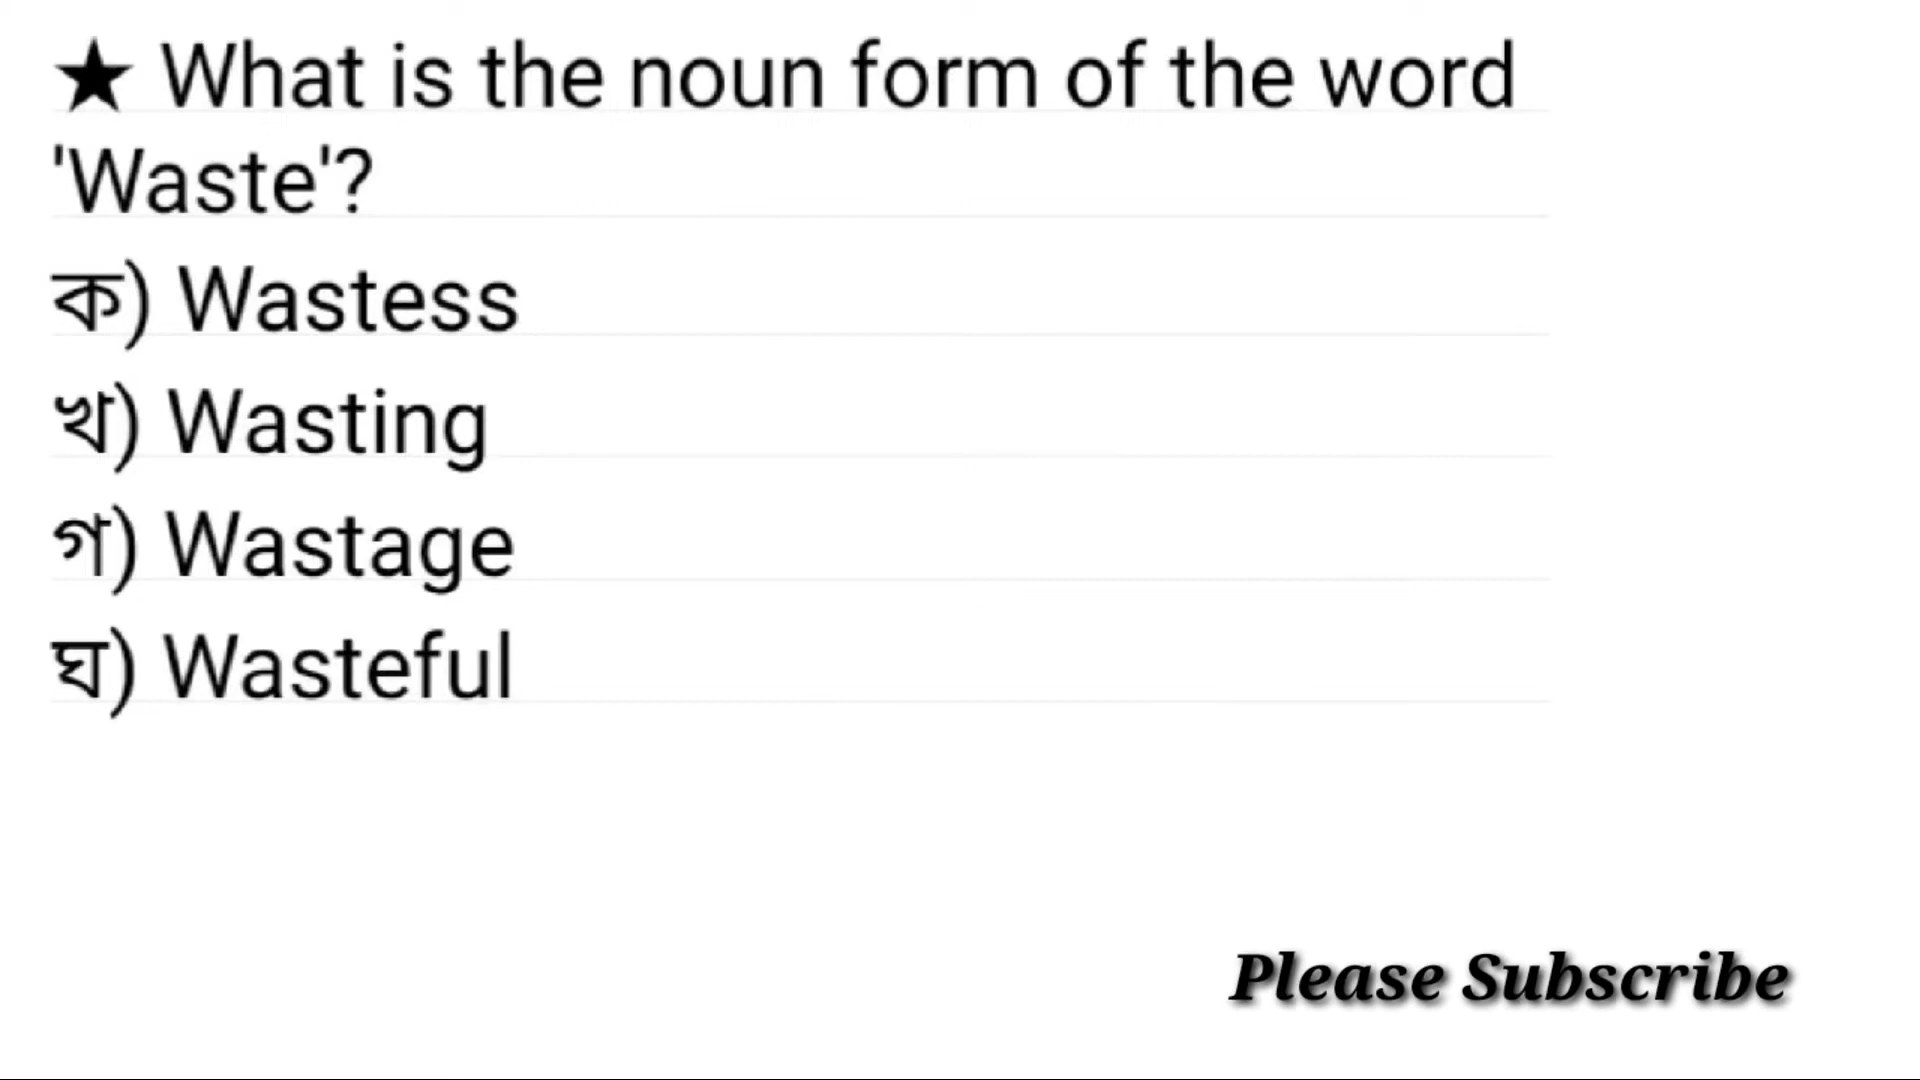 ★ What is the noun form of the word
'Waste'?
ক) Wastess
খ) Wasting
গ) Wastage
ঘ) Wasteful
Please Subscribe